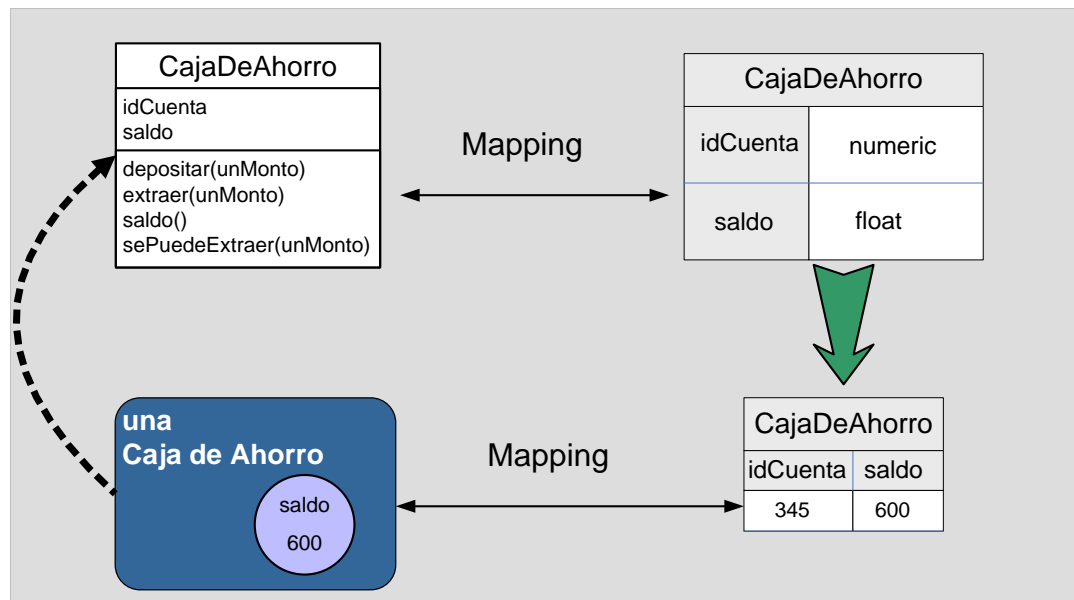 CajaDeAhorro
idCuenta
saldo
depositar(unMonto)
extraer(unMonto)
saldo()
sePuedeExtraer(unMonto)
Mapping
CajaDeAhorro
idCuenta numeric
saldo float
una
Caja de Ahorro
saldo
600
Mapping
CajaDeAhorro
idCuenta saldo
345 600